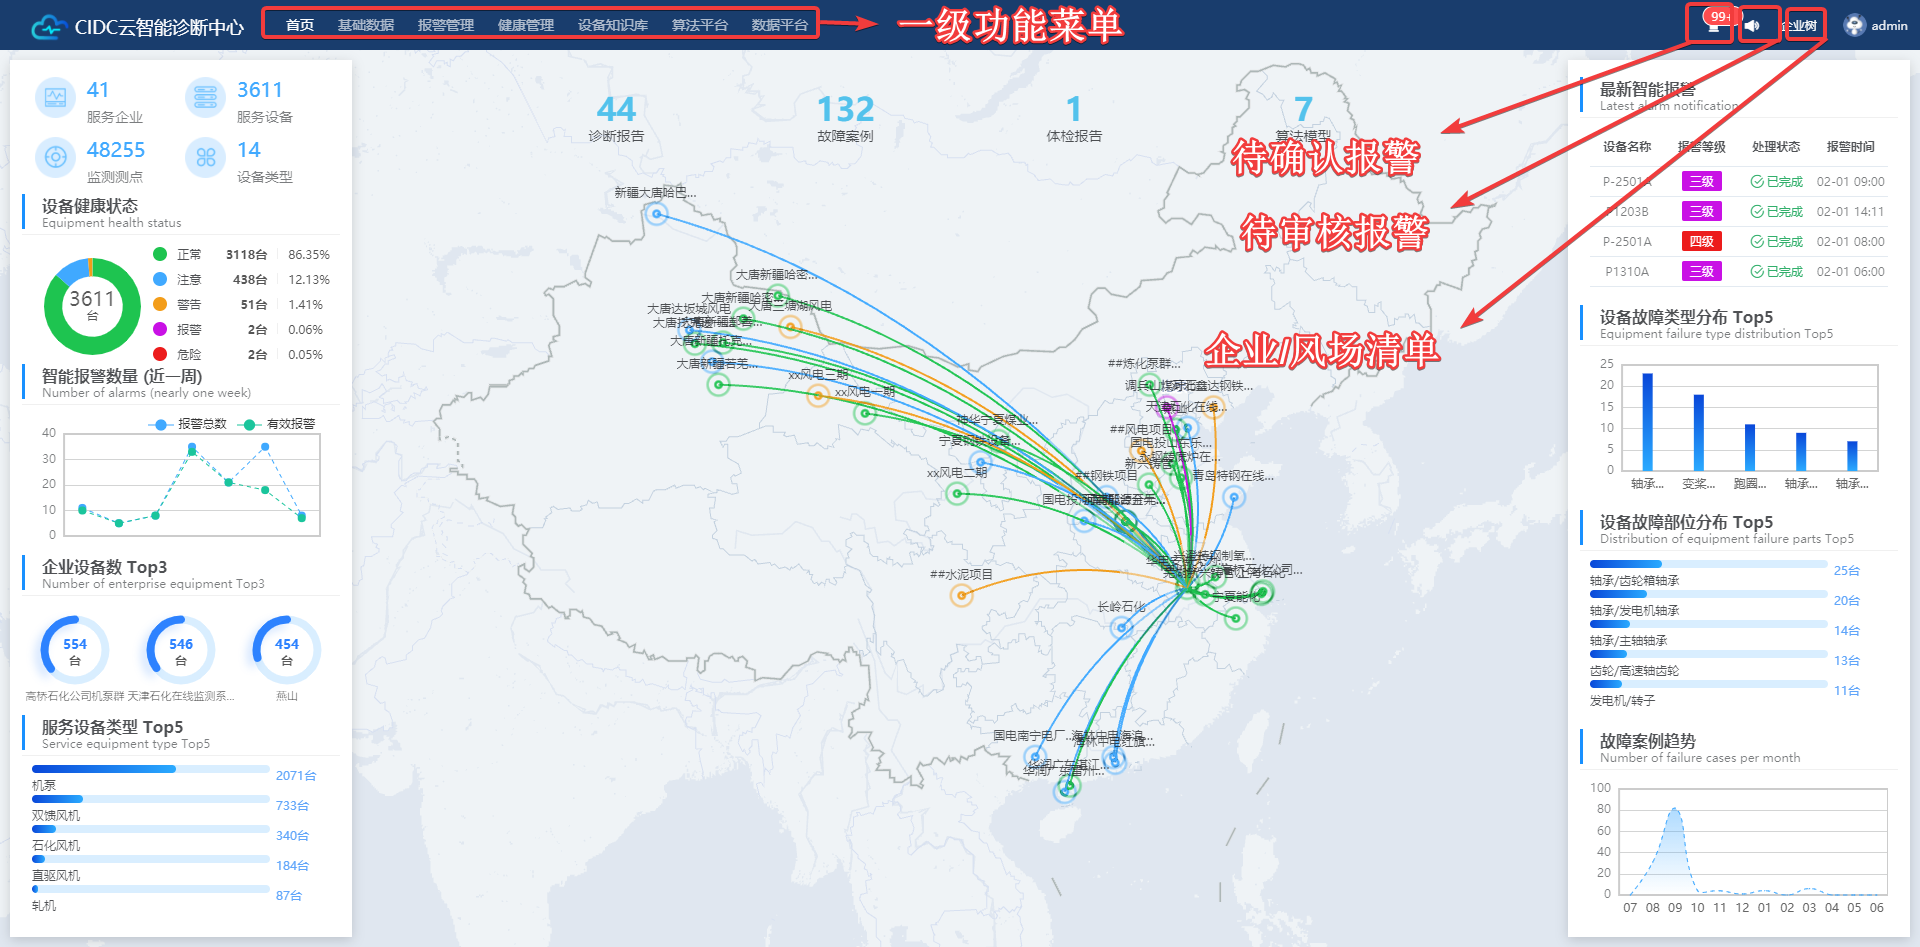 CIDC云智能诊断中心
首页 基础数据 报警管理 健康管理 设备知识库 算法平台 数据平台
一级功能菜单
99+
企业树
admin
41
服务企业
3611
服务设备
48255
监测测点
14
设备类型
设备健康状态
Equipment health status
3611
台
正常 3118台 86.35%
注意 438台 12.13%
警告 51台 1.41%
报警 2台 0.06%
危险 2台 0.05%
智能报警数量 (近一周)
Number of alarms (nearly one week)
报警总数 有效报警
40
30
20
10
0
企业设备数 Top3
Number of enterprise equipment Top3
554
台
546
台
454
台
高桥石化公司机泵群 天津石化在线监测系... 燕山
服务设备类型 Top5
Service equipment type Top5
2071台
机泵
733台
双馈风机
340台
石化风机
184台
直驱风机
87台
轧机
44
诊断报告
132
故障案例
1
体检报告
7
算法模型
待确认报警
待审核报警
企业/风场清单
新疆大唐哈巴...
大唐新疆哈密...
大唐新疆哈密...
大唐三塘湖风电
大唐达坂城风电
大唐新疆托克...
大唐新疆若羌...
xx风电三期
xx风电一期
神华宁夏煤业...
宁夏钢铁设备...
xx风电二期
##炼化泵群...
天津石化在线...
##风电项目
国电投山东乐...
##钢铁项目
青岛特钢在线...
##水泥项目
长岭石化
宁夏能化
国电南宁电厂...
海林中电海浪...
海林中电红旗...
华润广东湛江...
华润广东雷州...
最新智能报警
Latest alarm notification
设备名称 报警等级 处理状态 报警时间
P-2501A 三级 已完成 02-01 09:00
P1203B 三级 已完成 02-01 14:11
P-2501A 四级 已完成 02-01 08:00
P1310A 三级 已完成 02-01 06:00
设备故障类型分布 Top5
Equipment failure type distribution Top5
25
20
15
10
5
0
轴承... 变桨... 跑圈... 轴承... 轴承...
设备故障部位分布 Top5
Distribution of equipment failure parts Top5
25台
轴承/齿轮箱轴承
20台
轴承/发电机轴承
14台
轴承/主轴轴承
13台
齿轮/高速轴齿轮
11台
发电机/转子
故障案例趋势
Number of failure cases per month
100
80
60
40
20
0
07 08 09 10 11 12 01 02 03 04 05 06